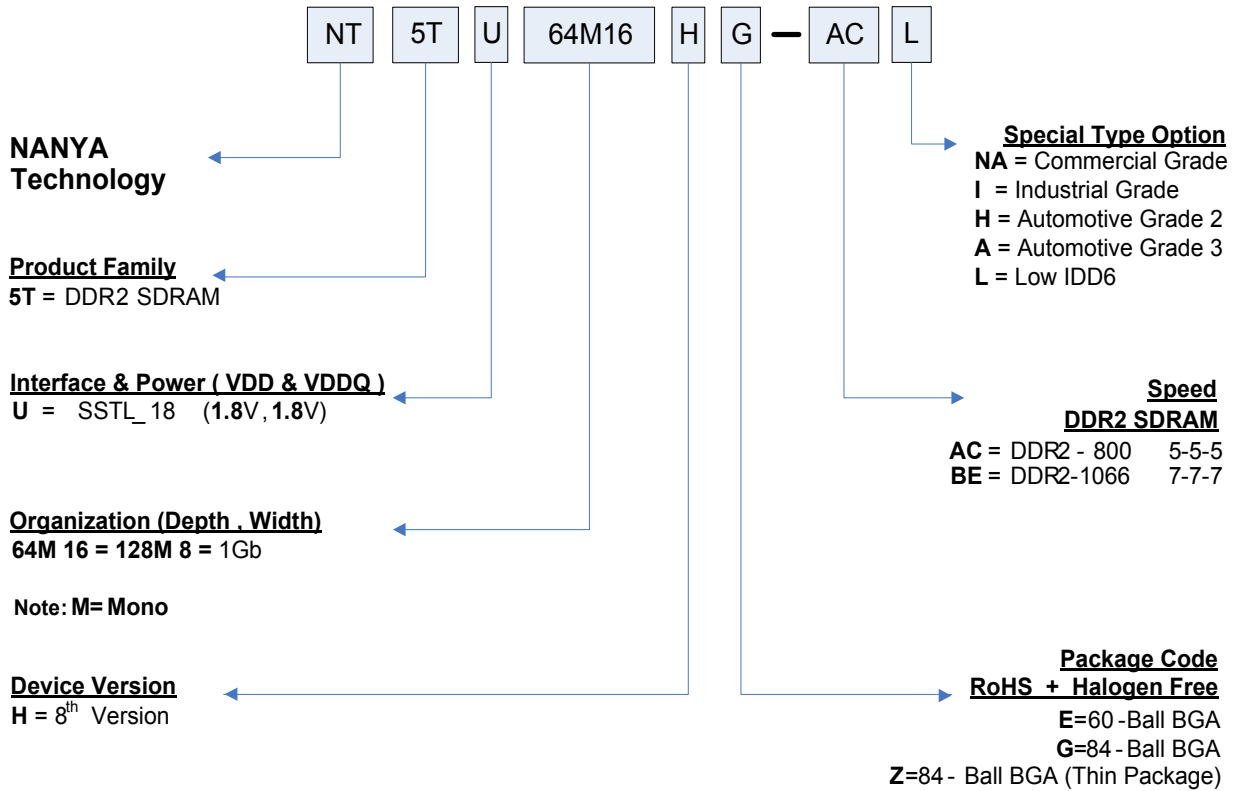 NT 5T U 64M16 H G — AC L
NANYA
Technology
Product Family
5T = DDR2 SDRAM
Interface & Power ( VDD & VDDQ )
U = SSTL_18 (1.8V, 1.8V)
Organization (Depth , Width)
64M 16 = 128M 8 = 1Gb
Note: M= Mono
Device Version
H = 8th Version
Special Type Option
NA = Commercial Grade
I = Industrial Grade
H = Automotive Grade 2
A = Automotive Grade 3
L = Low IDD6
Speed
DDR2 SDRAM
AC = DDR2 - 800 5-5-5
BE = DDR2-1066 7-7-7
Package Code
RoHS + Halogen Free
E=60 -Ball BGA
G=84 -Ball BGA
Z=84 - Ball BGA (Thin Package)